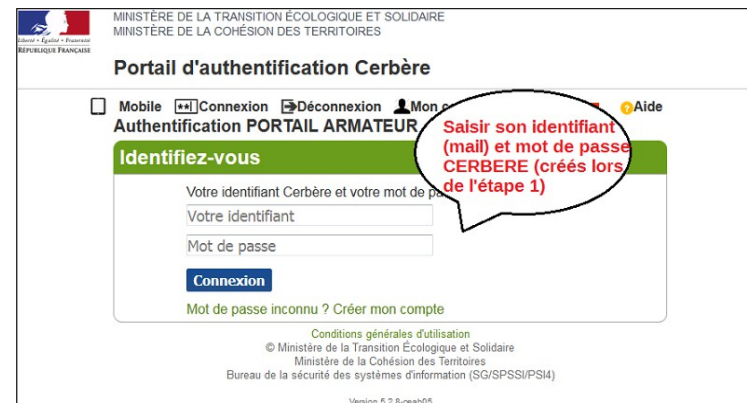 MINISTÈRE DE LA TRANSITION ÉCOLOGIQUE ET SOLIDAIRE
MINISTÈRE DE LA COHÉSION DES TERRITOIRES
Liberté • Égalité • Fraternité
RÉPUBLIQUE FRANÇAISE
Portail d'authentification Cerbère
Mobile Connexion Déconnexion Mon Aide
Authentification PORTAIL ARMATEUR
Saisir son identifiant
(mail) et mot de passe
CERBERE (créés lors
de l'étape 1)
Identifiez-vous
Votre identifiant Cerbère et votre mot de
Votre identifiant
Mot de passe
Connexion
Mot de passe inconnu ? Créer mon compte
Conditions générales d'utilisation
© Ministère de la Transition Écologique et Solidaire
Ministère de la Cohésion des Territoires
Bureau de la sécurité des systèmes d'information (SG/SPSSI/PSI4)